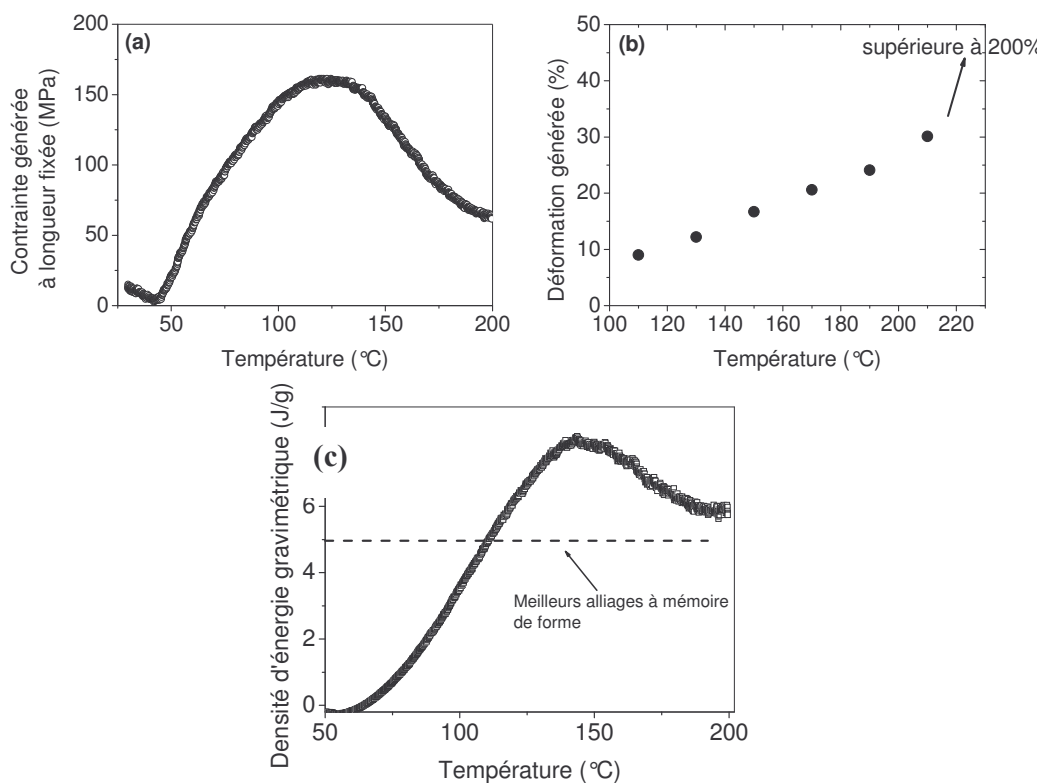 (a)
200
150
100
50
0
50
100
150
200
Contrainte générée
à longueur fixée (MPa)
Température (°C)
(b)
supérieure à 200%
50
40
30
20
10
0
100 120 140 160 180 200 220
Déformation générée (%)
Température (°C)
(c)
6
4
2
0
50
100
150
200
Densité d'énergie gravimétrique (J/g)
Meilleurs alliages à mémoire
de forme
Température (°C)